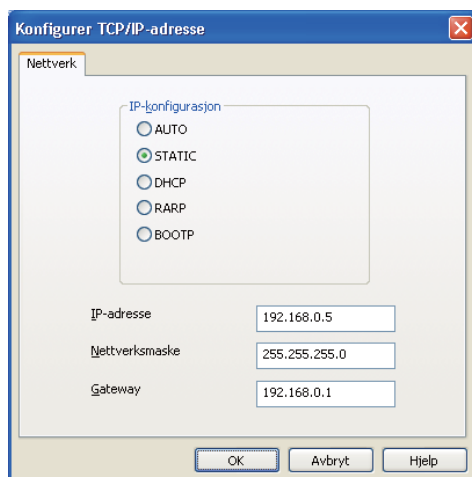 Konfigurer TCP/IP-adresse
Nettverk
IP-konfigurasjon
AUTO
STATIC
DHCP
RARP
BOOTP
IP-adresse 192.168.0.5
Nettverksmaske 255.255.255.0
Gateway 192.168.0.1
OK Avbryt Hjelp